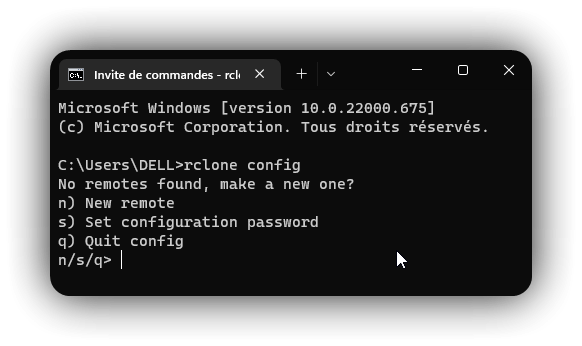 Invite de commandes - rclo
Microsoft Windows [version 10.0.22000.675]
(c) Microsoft Corporation. Tous droits réservés.
C:\Users\DELL>rclone config
No remotes found, make a new one?
n) New remote
s) Set configuration password
q) Quit config
n/s/q>